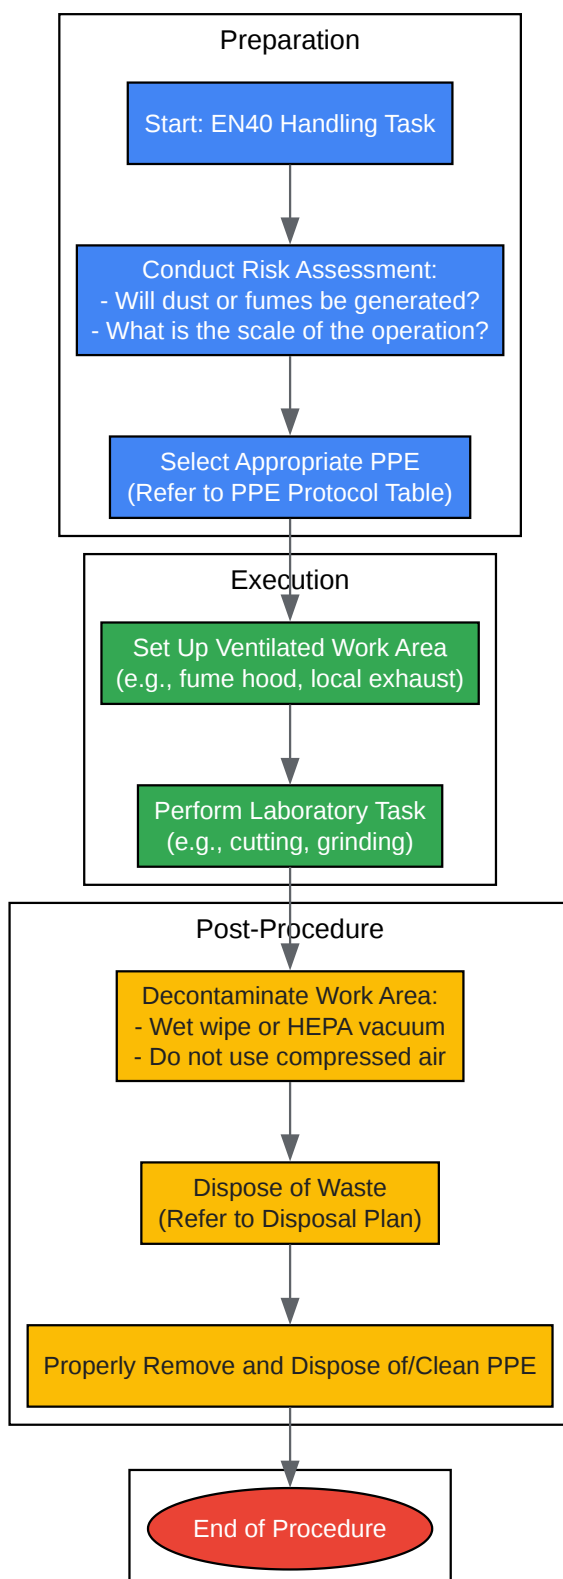 Preparation
Start: EN40 Handling Task
Conduct Risk Assessment:
- Will dust or fumes be generated?
- What is the scale of the operation?
Select Appropriate PPE
(Refer to PPE Protocol Table)
Execution
Set Up Ventilated Work Area
(e.g., fume hood, local exhaust)
Perform Laboratory Task
(e.g., cutting, grinding)
Post-Procedure
Decontaminate Work Area:
- Wet wipe or HEPA vacuum
- Do not use compressed air
Dispose of Waste
(Refer to Disposal Plan)
Properly Remove and Dispose of/Clean PPE
End of Procedure